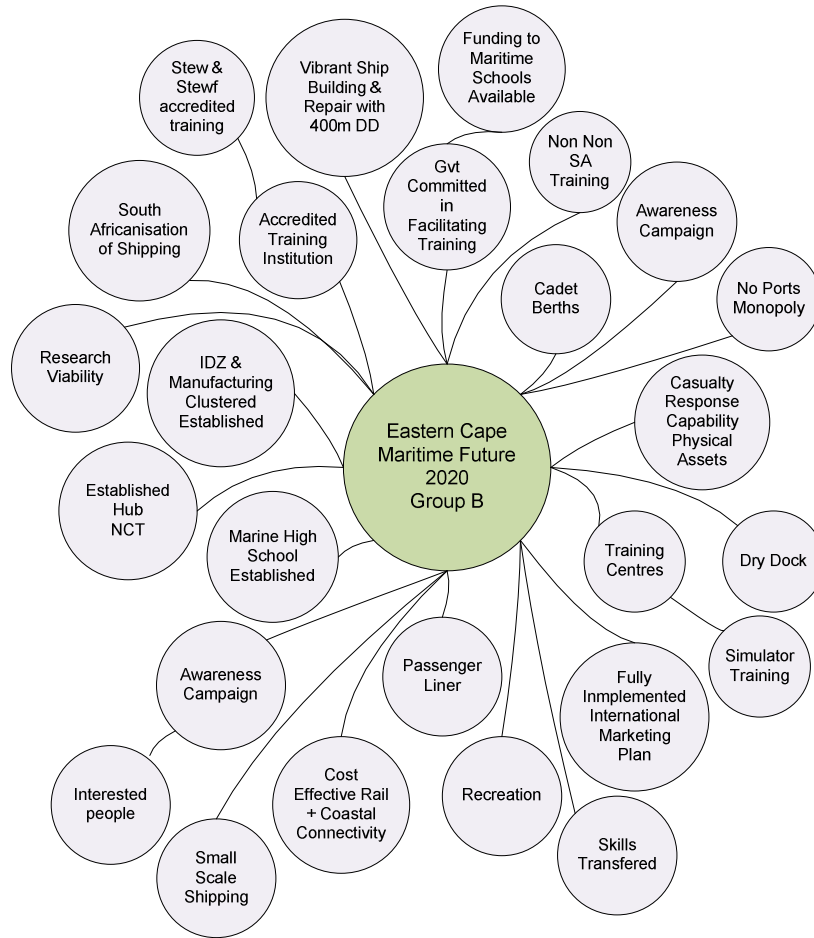 Funding to
Maritime
Schools
Available
Stew &
Stewf
accredited
training
Vibrant Ship
Building &
Repair with
400m DD
Non Non
SA
Training
Gvt
Committed
in
Facilitating
Training
South
Africanisation
of Shipping
Accredited
Training
Institution
Awareness
Campaign
Cadet
Berths
No Ports
Monopoly
Research
Viability
IDZ &
Manufacturing
Clustered
Established
Casualty
Response
Capability
Physical
Assets
Eastern Cape
Maritime Future
2020
Group B
Established
Hub
NCT
Marine High
School
Established
Training
Centres
Dry Dock
Awareness
Campaign
Passenger
Liner
Fully
Inmplemented
International
Marketing
Plan
Simulator
Training
Interested
people
Cost
Effective Rail
+ Coastal
Connectivity
Recreation
Small
Scale
Shipping
Skills
Transfered